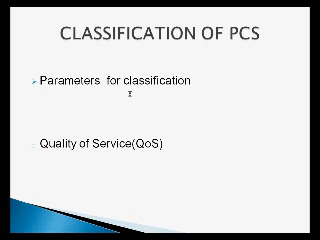 CLASSIFICATION OF PCS
Parameters for classification
Quality of Service(QoS)